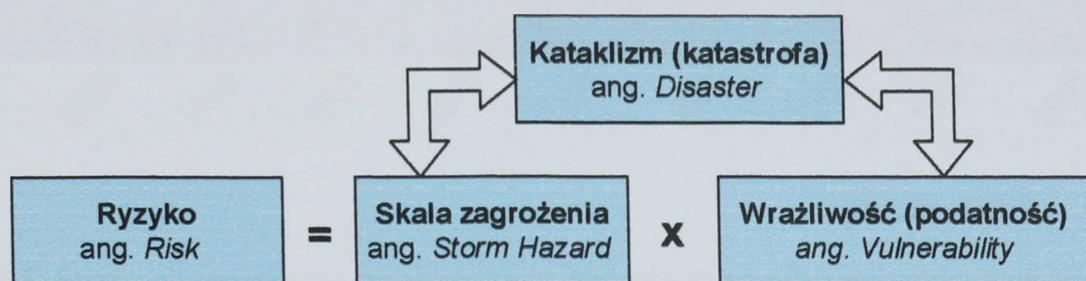 Kataklizm (katastrofa)
ang. Disaster
Ryzyko
ang. Risk
=
Skala zagrożenia
ang. Storm Hazard
x
Wrażliwość (podatność)
ang. Vulnerability